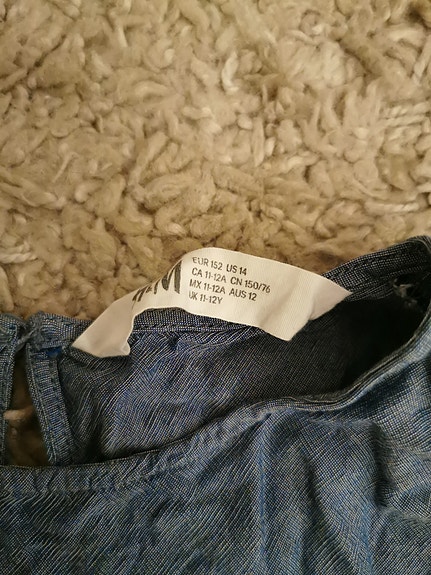 H&M
EUR 152 US 14
CA 11-12A CN 150/76
MX 11-12A AUS 12
UK 11-12Y